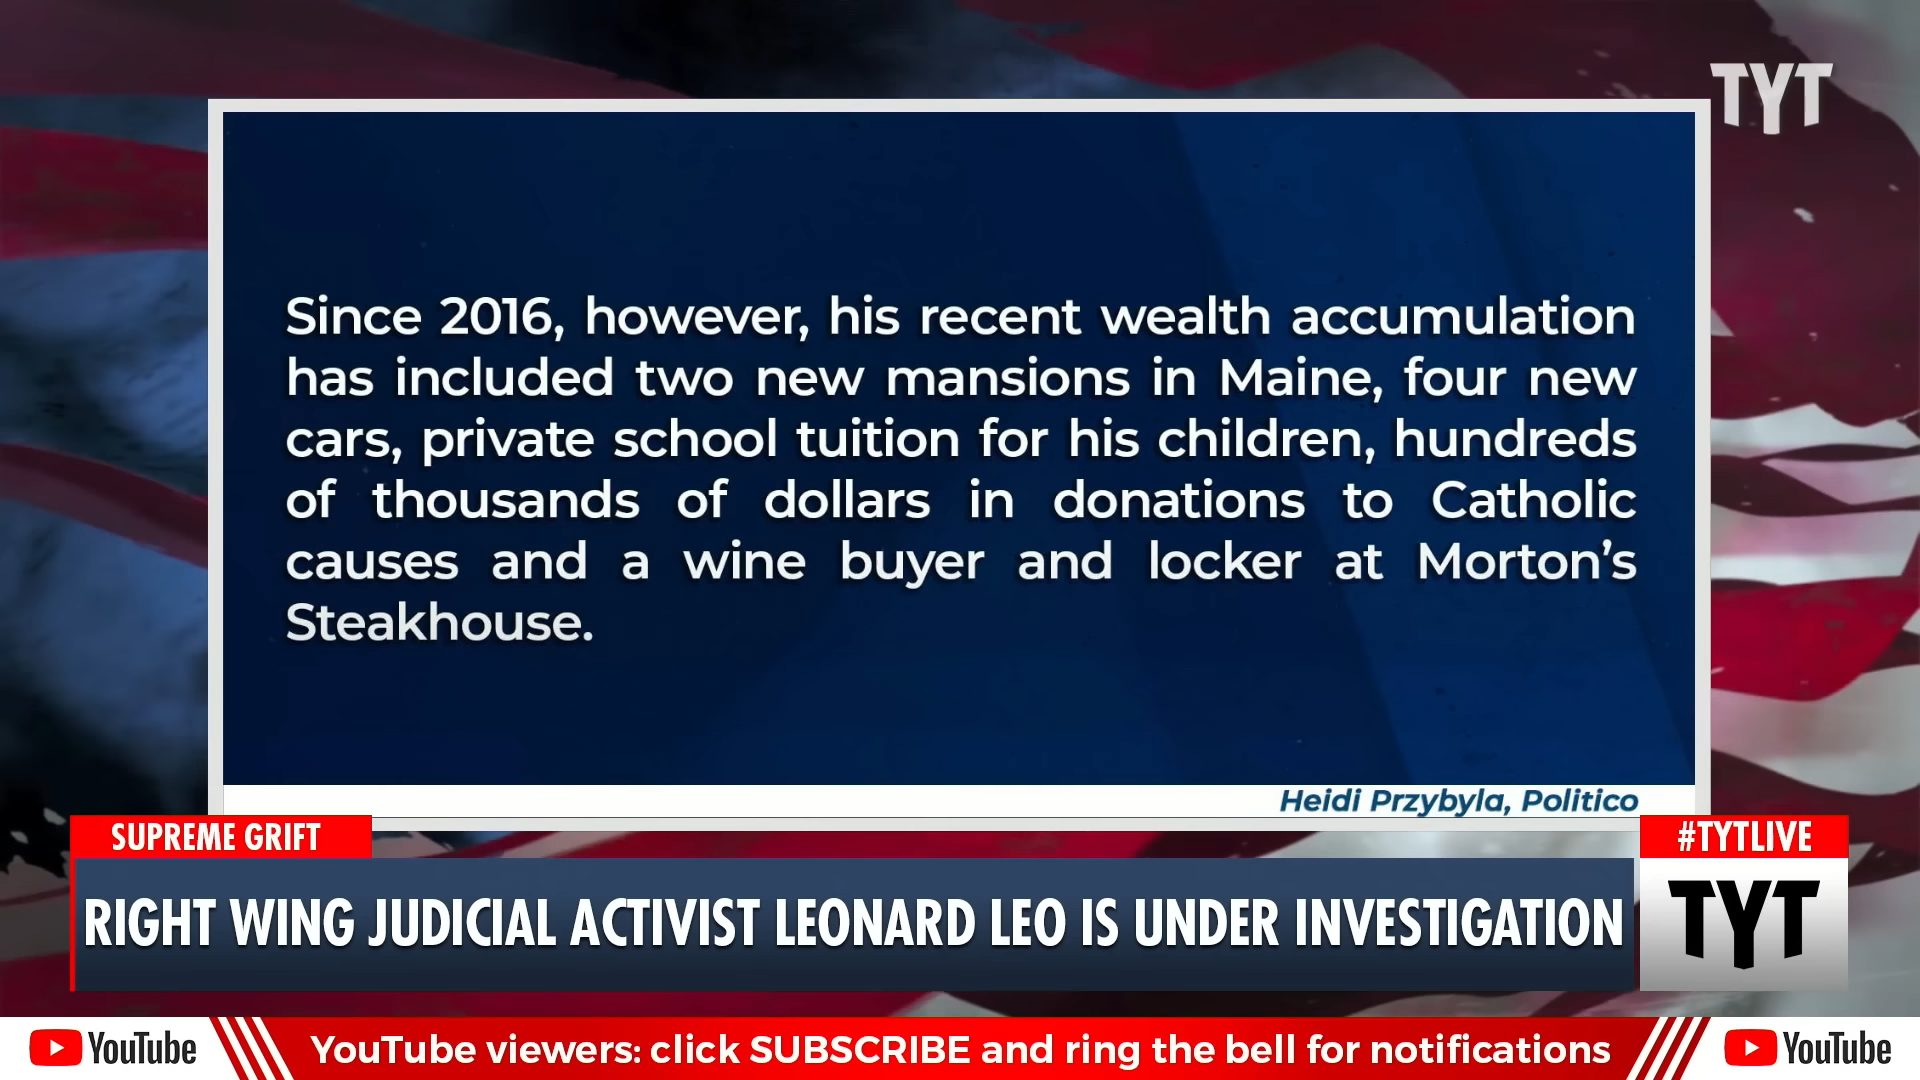 TYT
Since 2016, however, his recent wealth accumulation
has included two new mansions in Maine, four new
cars, private school tuition for his children, hundreds
of thousands of dollars in donations to Catholic
causes and a wine buyer and locker at Morton’s
Steakhouse.
Heidi Przybyla, Politico
SUPREME GRIFT
#TYTLIVE
RIGHT WING JUDICIAL ACTIVIST LEONARD LEO IS UNDER INVESTIGATION
TYT
YouTube
YouTube viewers: click SUBSCRIBE and ring the bell for notifications
YouTube